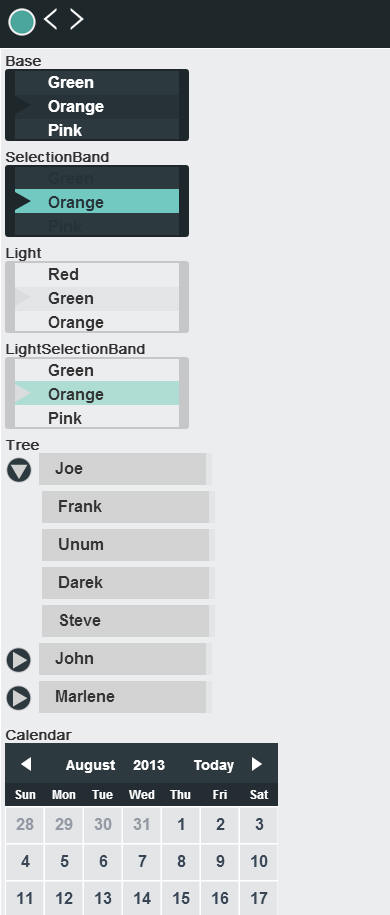 Base
Green
Orange
Pink
SelectionBand
Green
Orange
Pink
Light
Red
Green
Orange
LightSelectionBand
Green
Orange
Pink
Tree
Joe
Frank
Unum
Darek
Steve
John
Marlene
Calendar
August 2013 Today
Sun Mon Tue Wed Thu Fri Sat
28 29 30 31 1 2 3
4 5 6 7 8 9 10
11 12 13 14 15 16 17